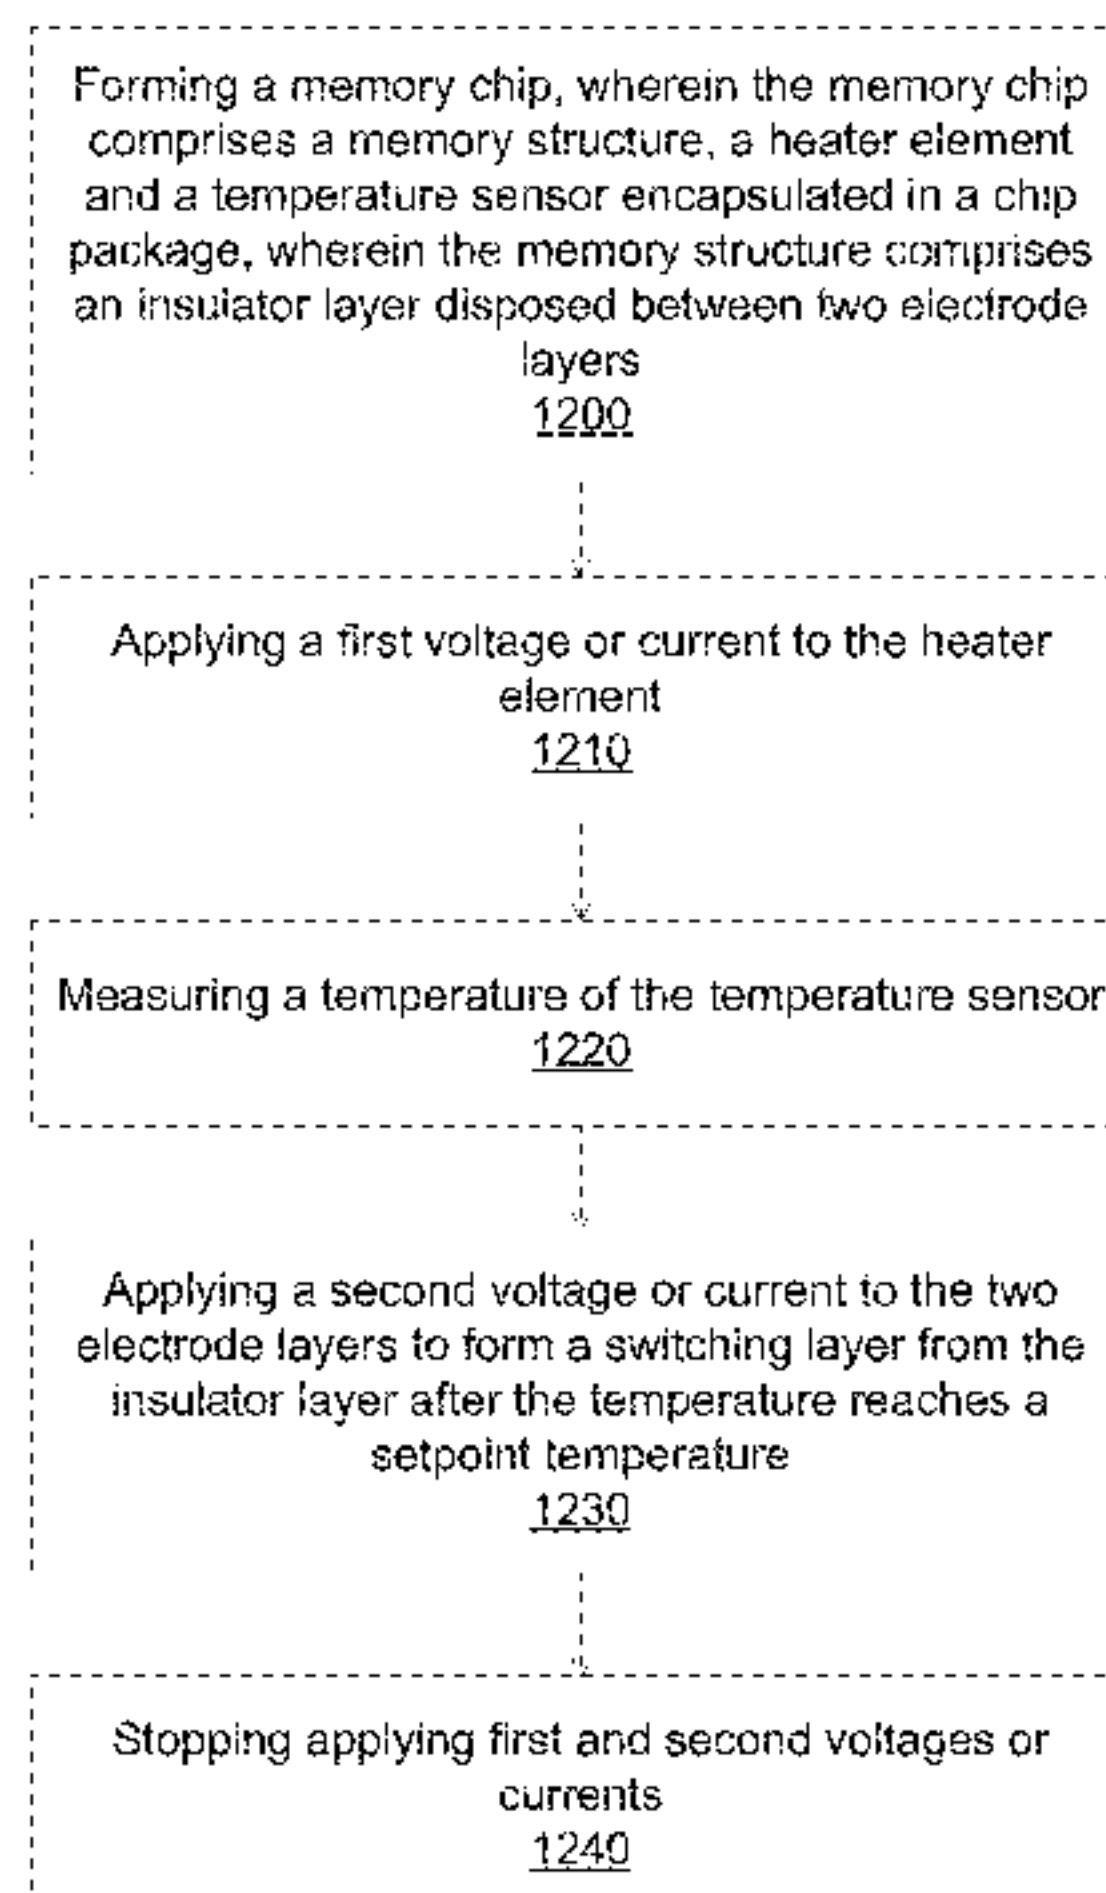 Forming a memory chip, wherein the memory chip
comprises a memory structure, a heater element
and a temperature sensor encapsulated in a chip
package, wherein the memory structure comprises
an insulator layer disposed between two electrode
layers
1200
Applying a first voltage or current to the heater
element
1210
Measuring a temperature of the temperature sensor
1220
Applying a second voltage or current to the two
electrode layers to form a switching layer from the
insulator layer after the temperature reaches a
setpoint temperature
1230
Stopping applying first and second voltages or
currents
1240